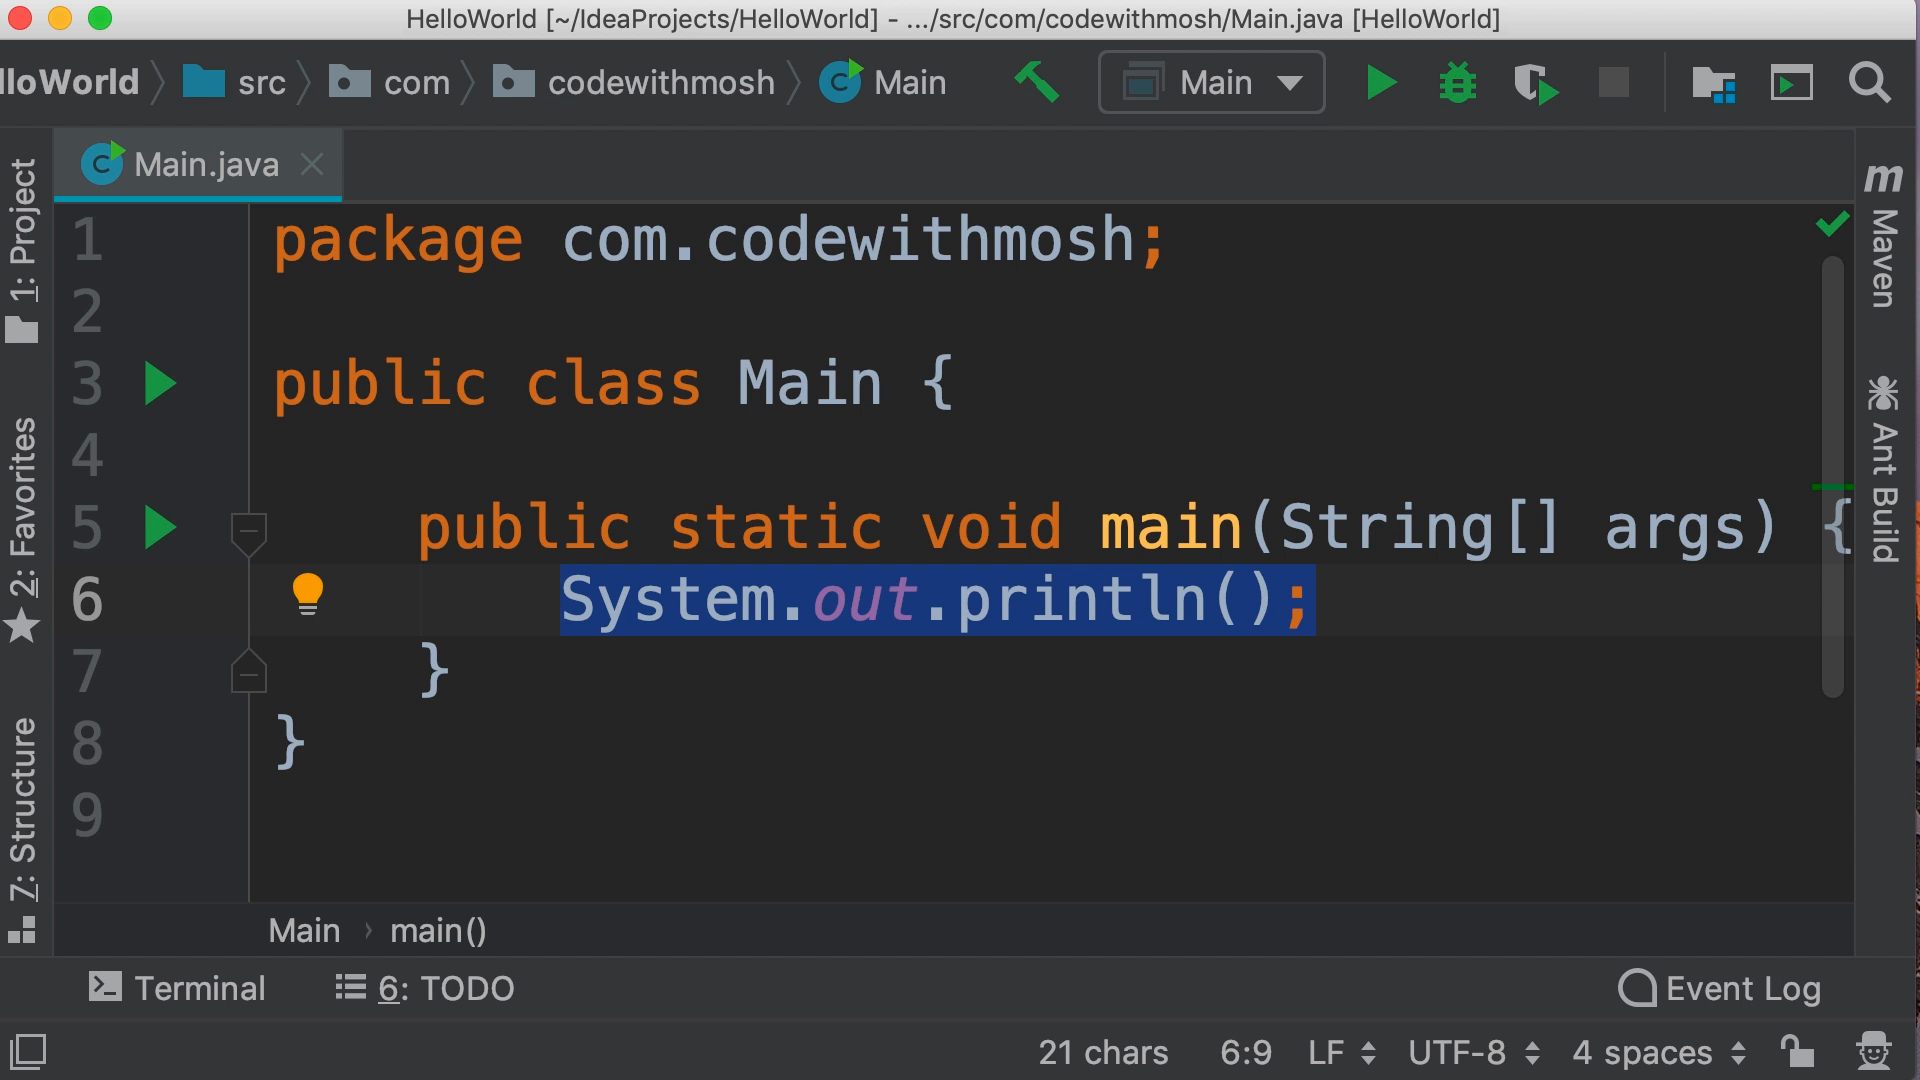 HelloWorld [~/IdeaProjects/HelloWorld] - .../src/com/codewithmosh/Main.java [HelloWorld]
lloWorld src com codewithmosh C Main Main
C Main.java
1: Project
2: Favorites
7: Structure
1 package com.codewithmosh;
2
3 public class Main {
4
5 public static void main(String[] args) {
6 System.out.println();
7 }
8 }
9
m Maven
Ant Build
Main › main()
Terminal 6: TODO Event Log
21 chars 6:9 LF UTF-8 4 spaces